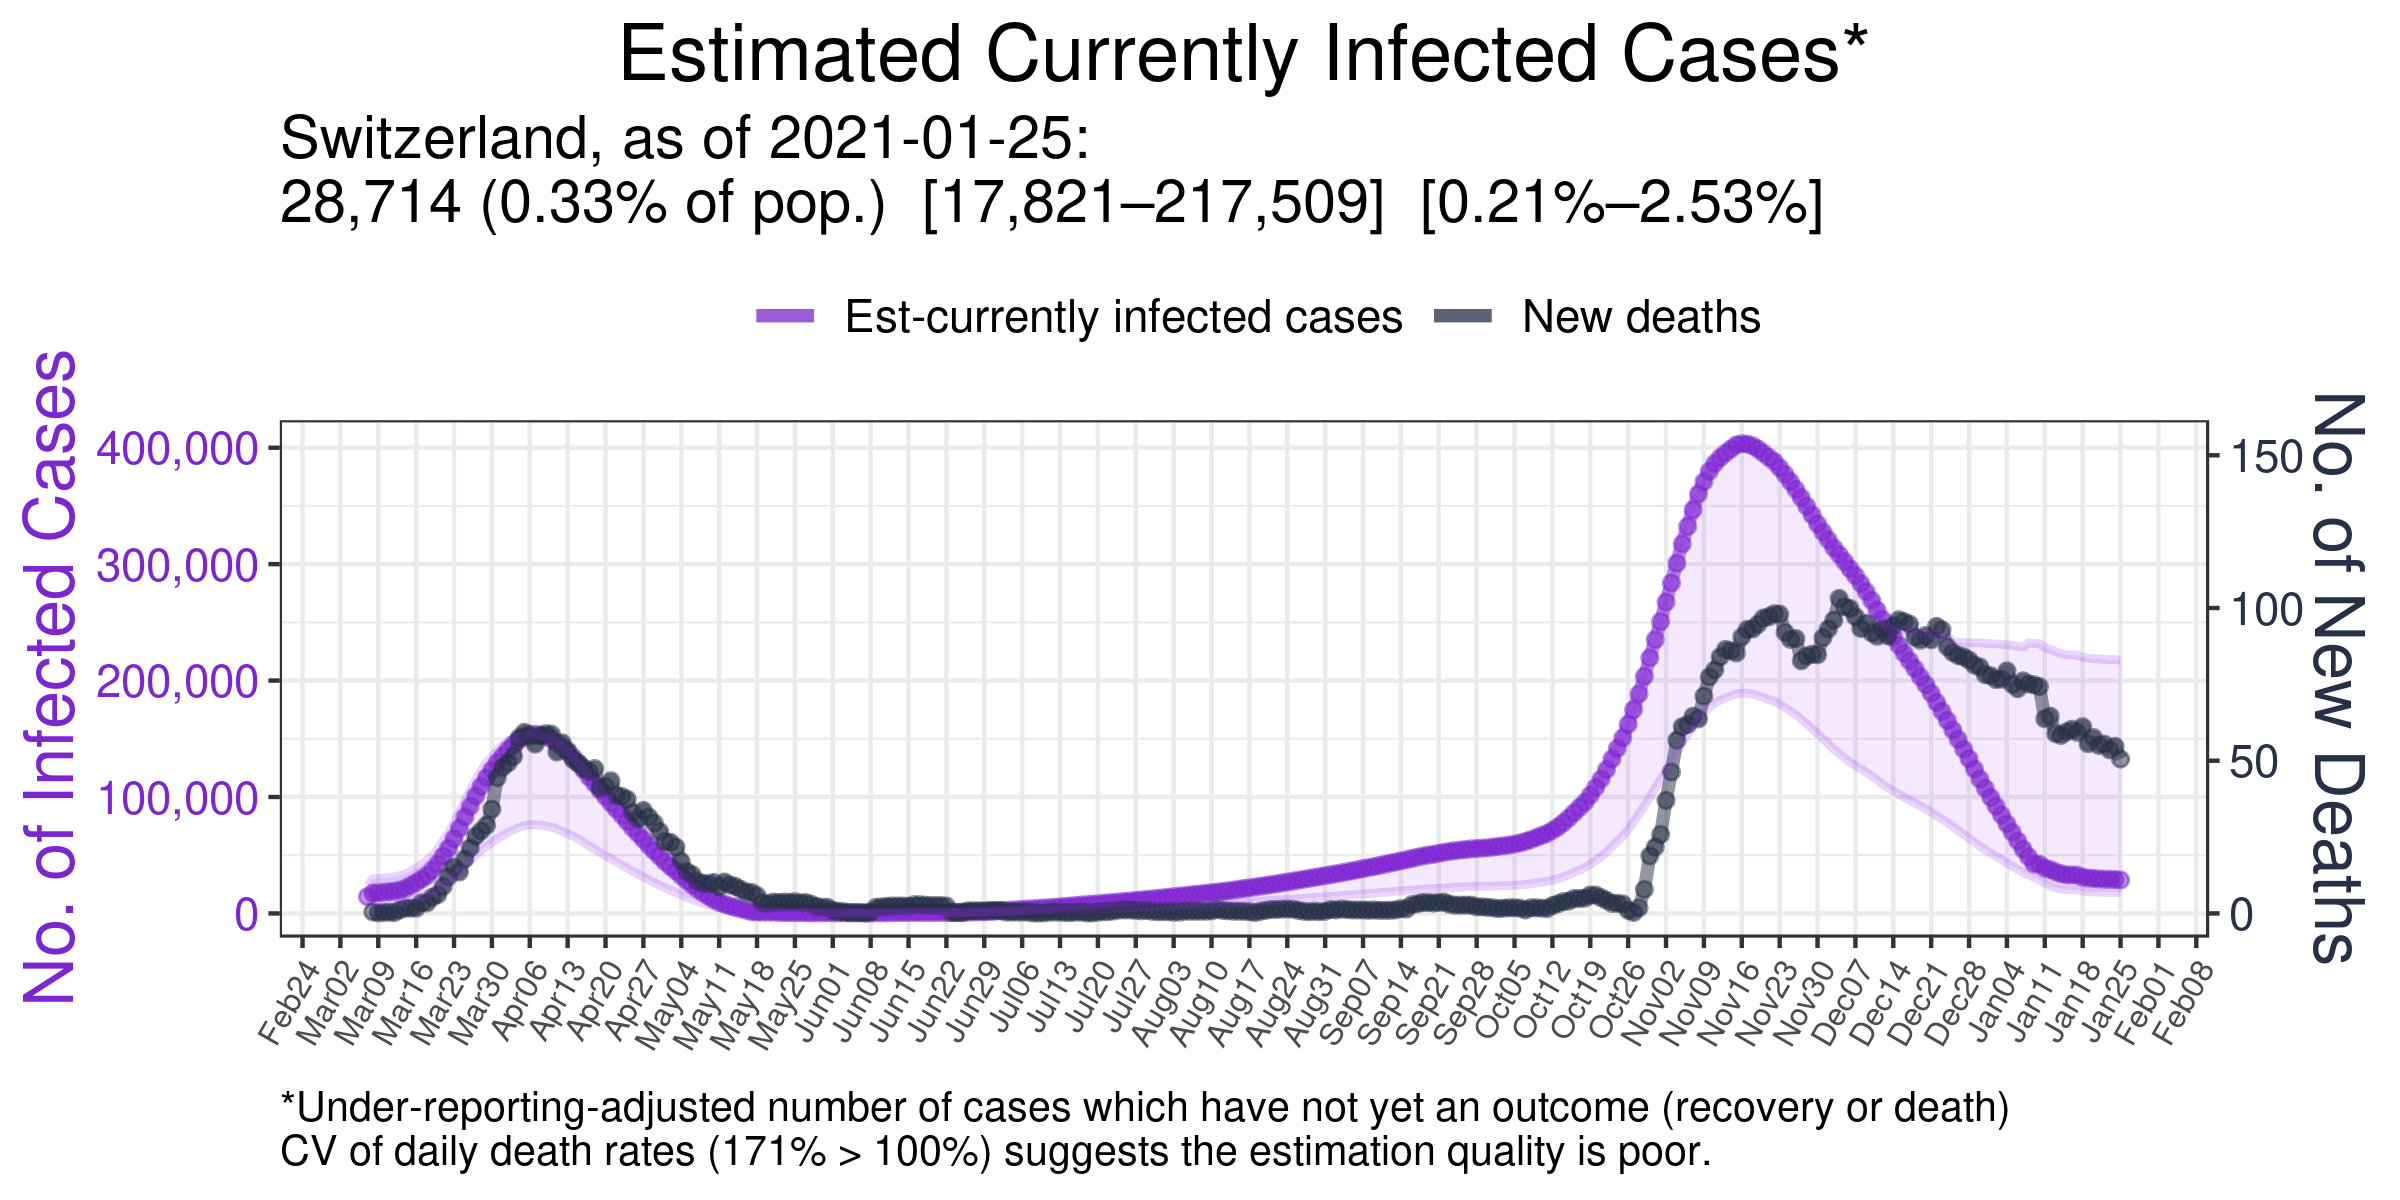 Estimated Currently Infected Cases*
Switzerland, as of 2021-01-25:
28,714 (0.33% of pop.) [17,821–217,509] [0.21%–2.53%]
Est-currently infected cases New deaths
No. of Infected Cases
400,000
300,000
200,000
100,000
0
150
100
50
0
No. of New Deaths
Feb24 Mar02 Mar09 Mar16 Mar23 Mar30 Apr06 Apr13 Apr20 Apr27 May04 May11 May18 May25 Jun01 Jun08 Jun15 Jun22 Jun29 Jul06 Jul13 Jul20 Jul27 Aug03 Aug10 Aug17 Aug24 Aug31 Sep07 Sep14 Sep21 Sep28 Oct05 Oct12 Oct19 Oct26 Nov02 Nov09 Nov16 Nov23 Nov30 Dec07 Dec14 Dec21 Dec28 Jan04 Jan11 Jan18 Jan25 Feb01 Feb08
*Under-reporting-adjusted number of cases which have not yet an outcome (recovery or death)
CV of daily death rates (171% > 100%) suggests the estimation quality is poor.